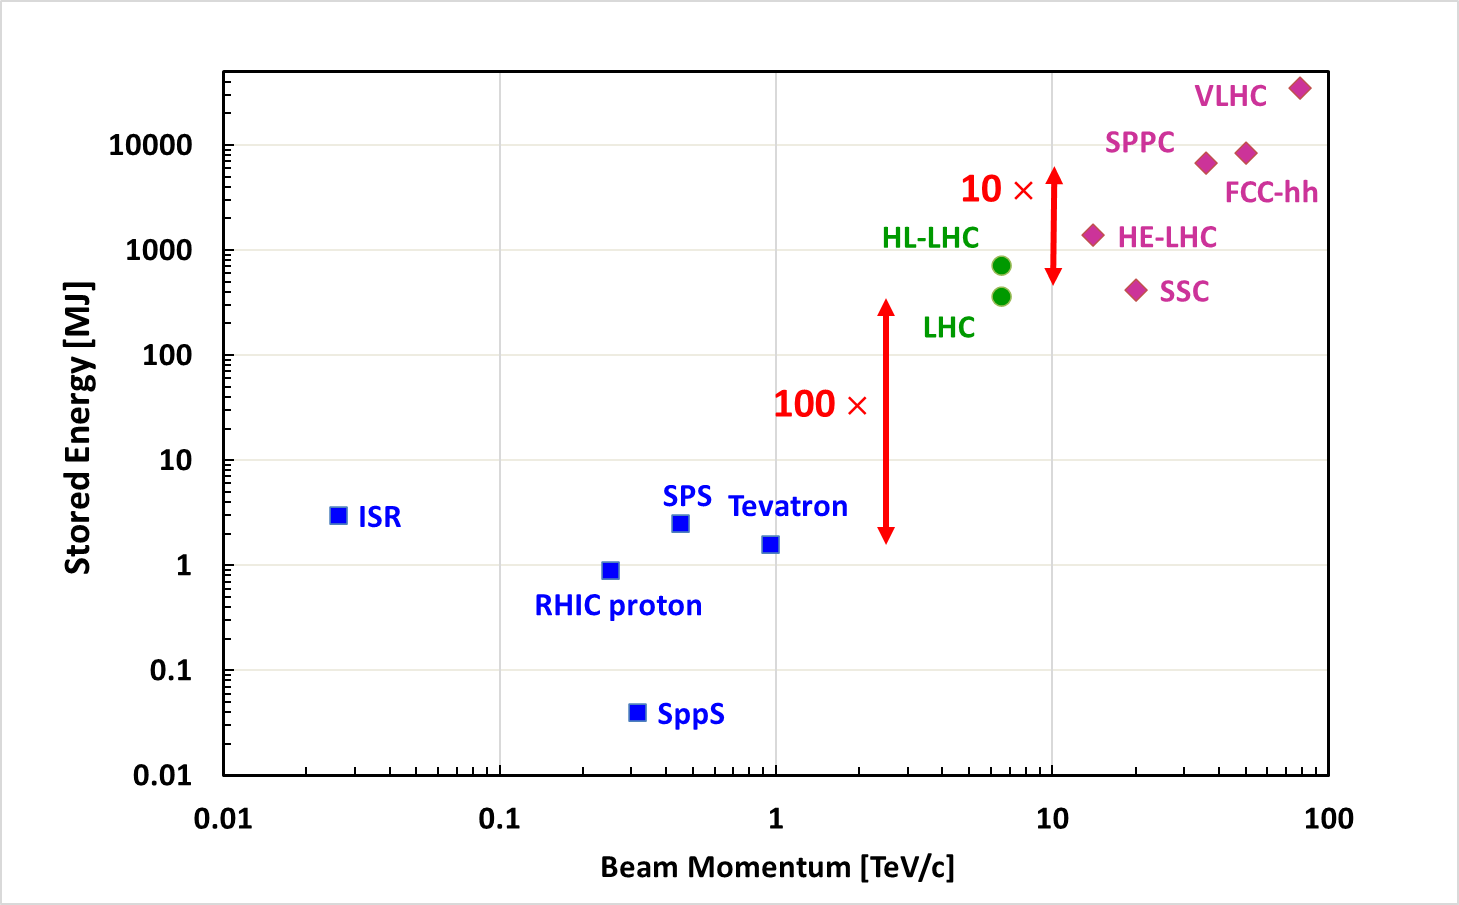 VLHC
SPPC
10000
10 ×
FCC-hh
HL-LHC
HE-LHC
1000
SSC
LHC
100
100 ×
Stored Energy [MJ]
10
SPS
Tevatron
ISR
1
RHIC proton
0.1
SppS
0.01
0.01
0.1
1
10
100
Beam Momentum [TeV/c]